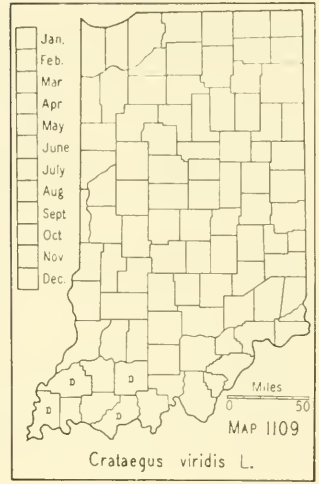 Jan.
Feb.
Mar
Apr
May
June
July
Aug
Sept
Oct
Nov
Dec.
D
D
D
D
Miles
0 50
MAP 1109
Crataegus viridis L.